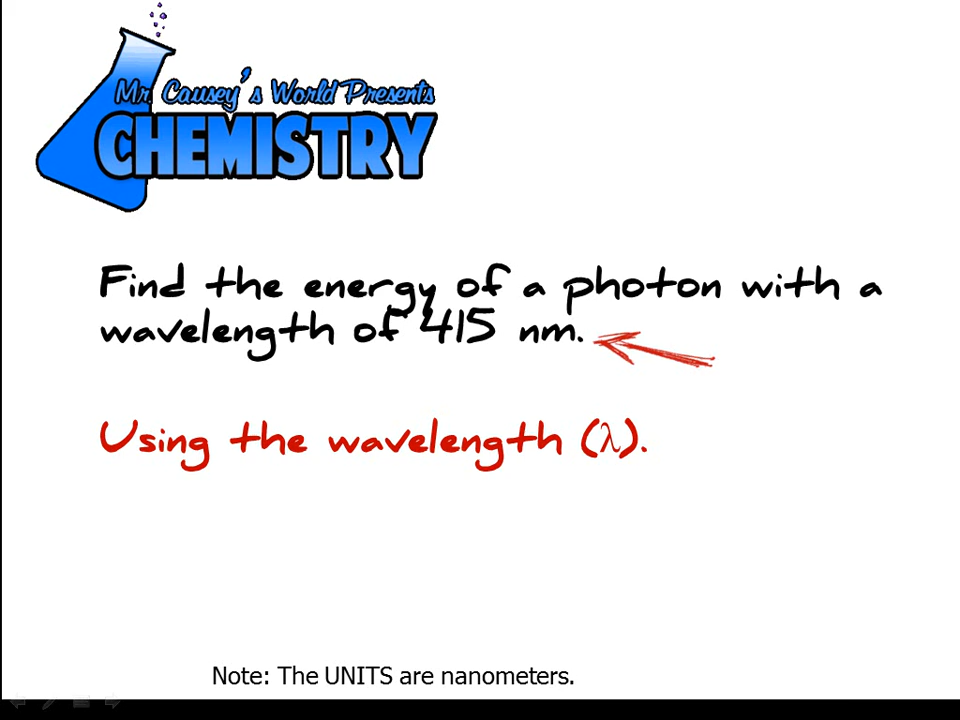 Mr. Causey's World Presents
CHEMISTRY
Find the energy of a photon with a
wavelength of 415 nm.
Using the wavelength (λ).
Note: The UNITS are nanometers.